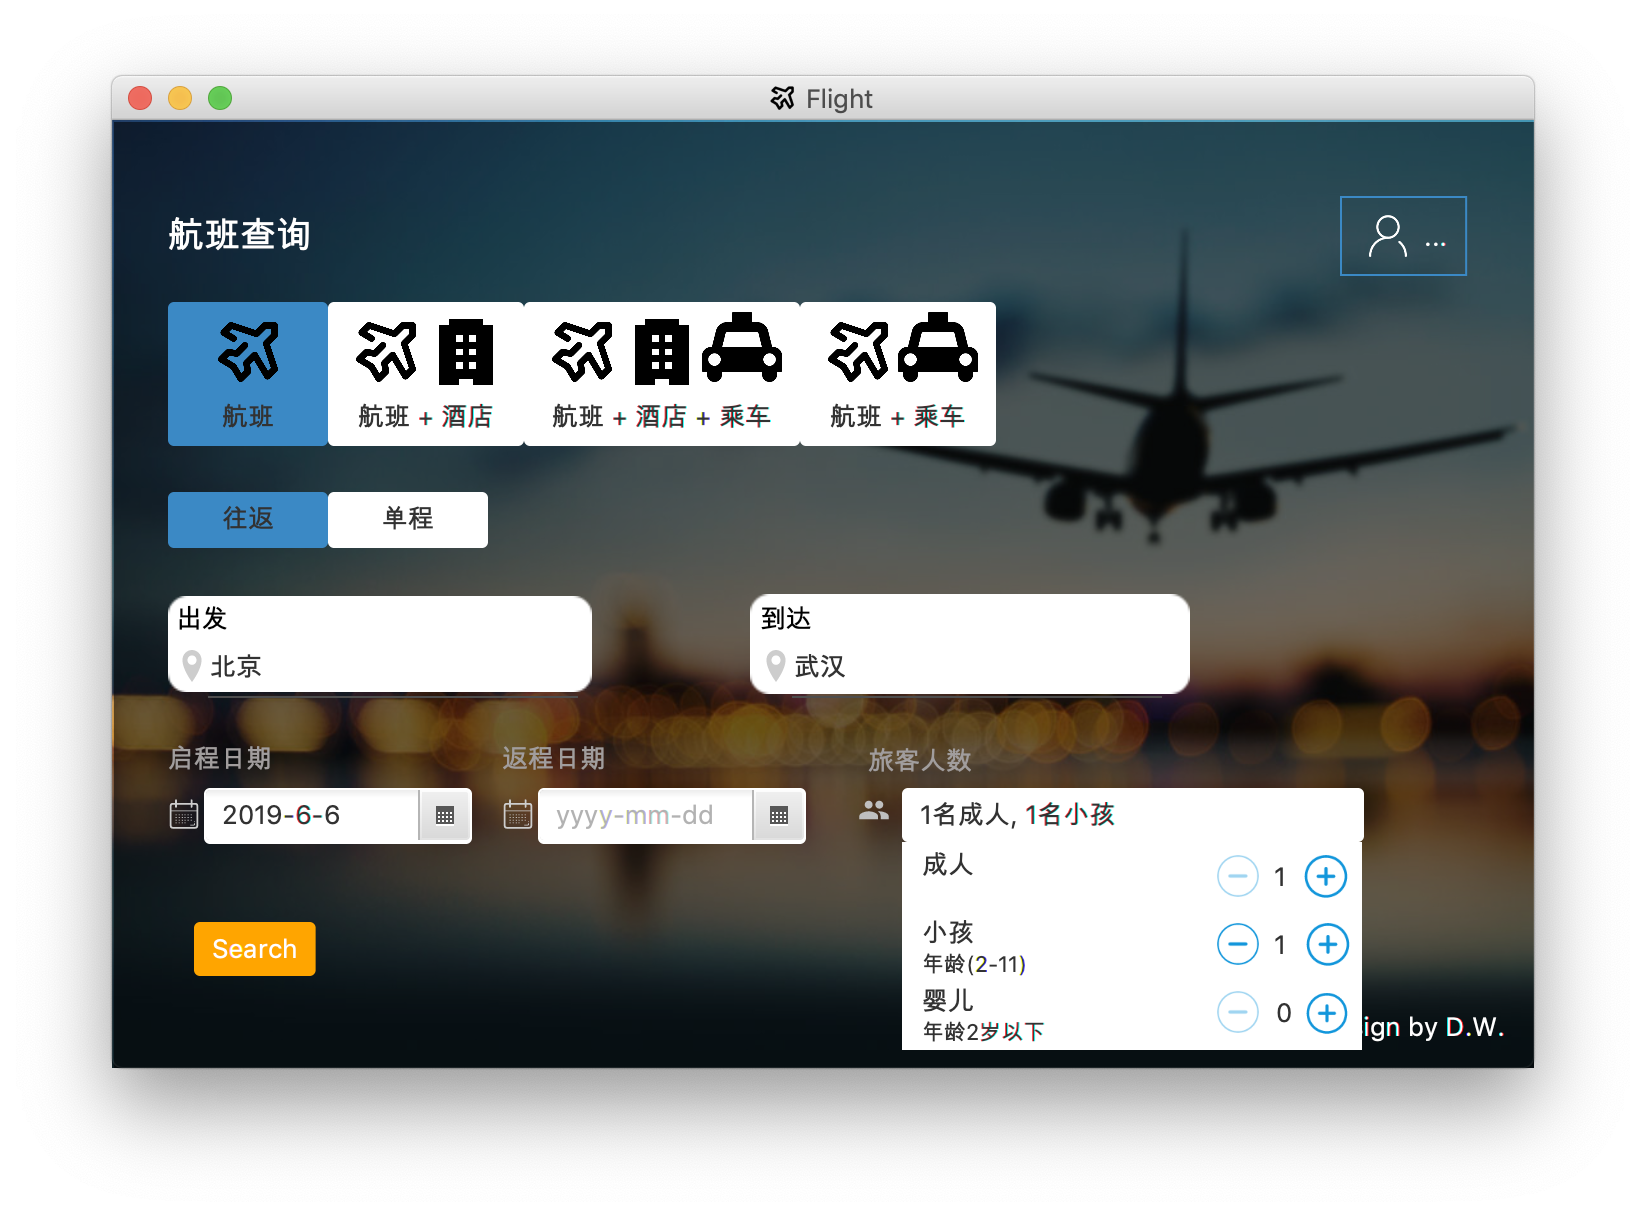 Flight
航班查询
...
航班
航班 + 酒店
航班 + 酒店 + 乘车
航班 + 乘车
往返
单程
出发
到达
北京
武汉
启程日期
返程日期
旅客人数
2019-6-6
yyyy-mm-dd
1名成人, 1名小孩
成人
1
小孩
1
年龄(2-11)
婴儿
0
年龄2岁以下
Search
ign by D.W.